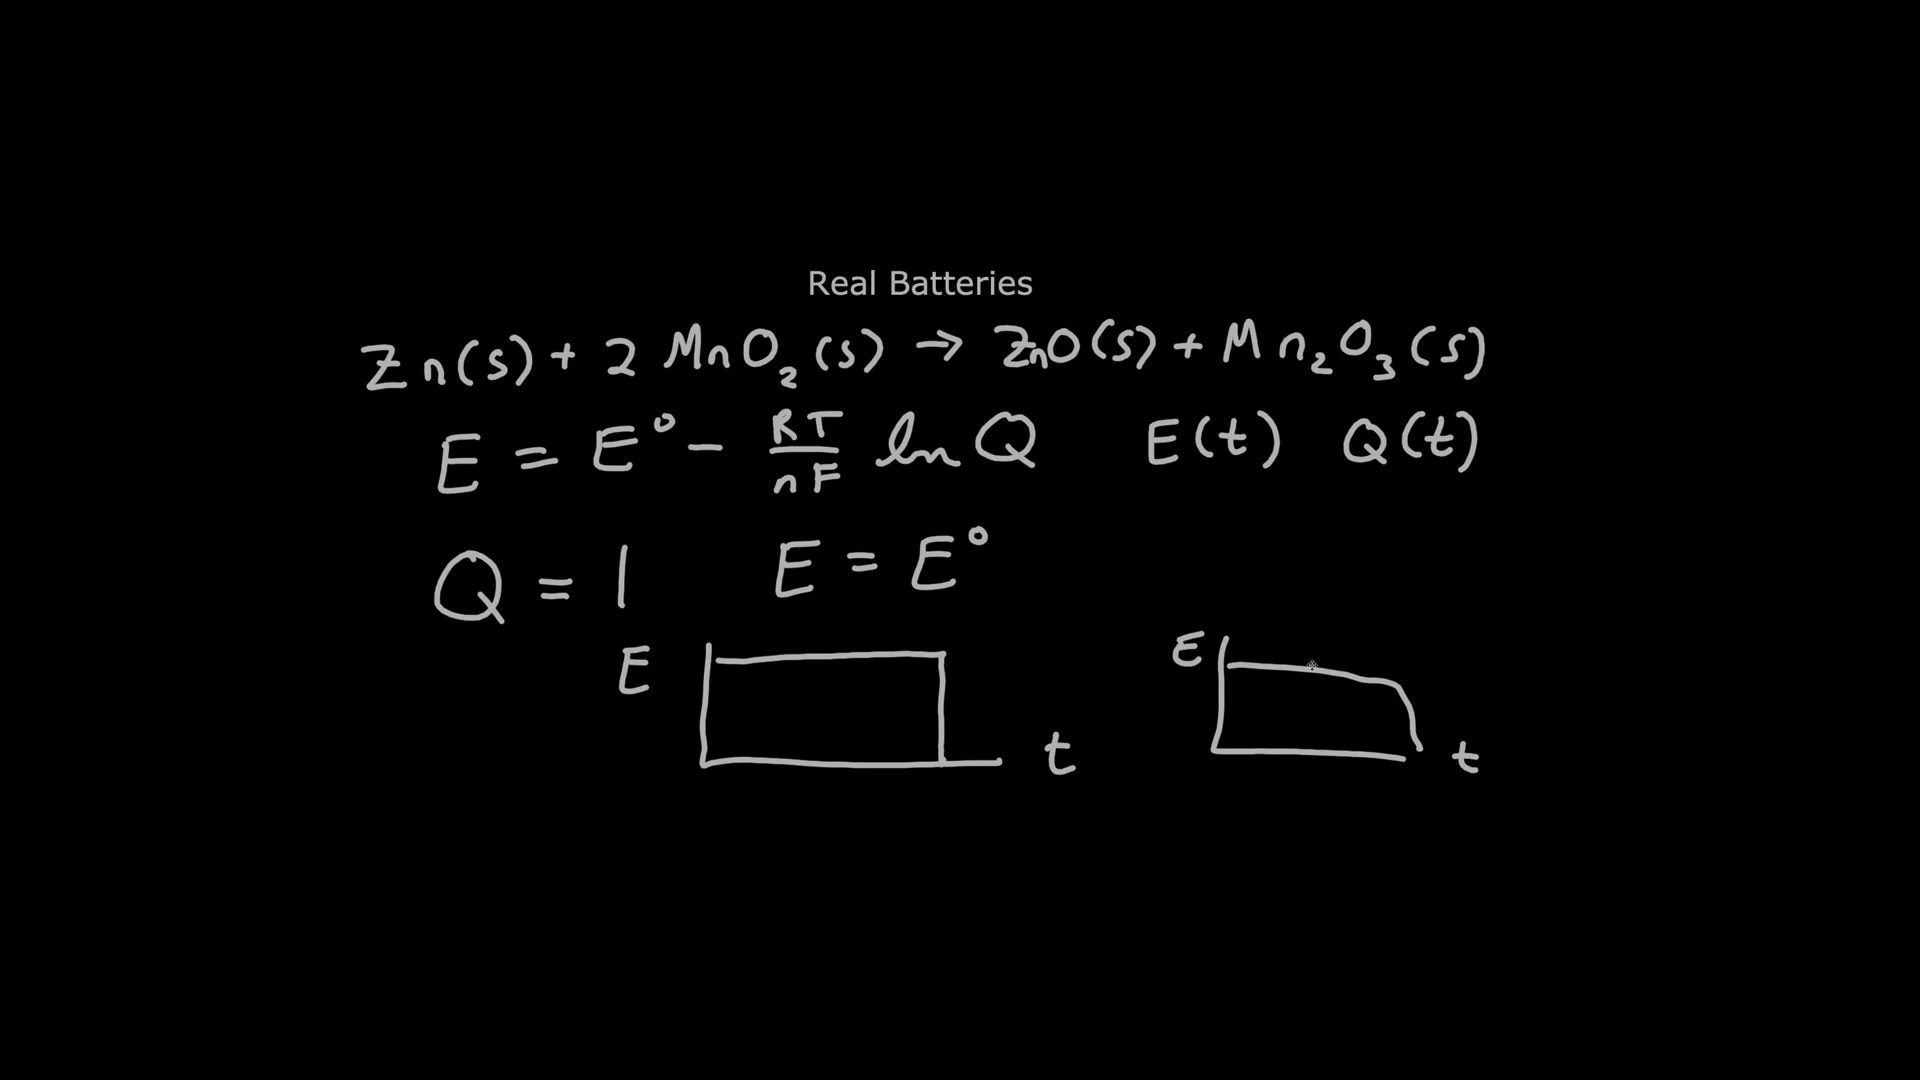 Real Batteries
Zn(s) + 2 MnO₂(s) → ZnO(s) + Mn₂O₃(s)
E = E° - RT/nF ln Q E(t) Q(t)
Q = 1 E = E°
E t E t